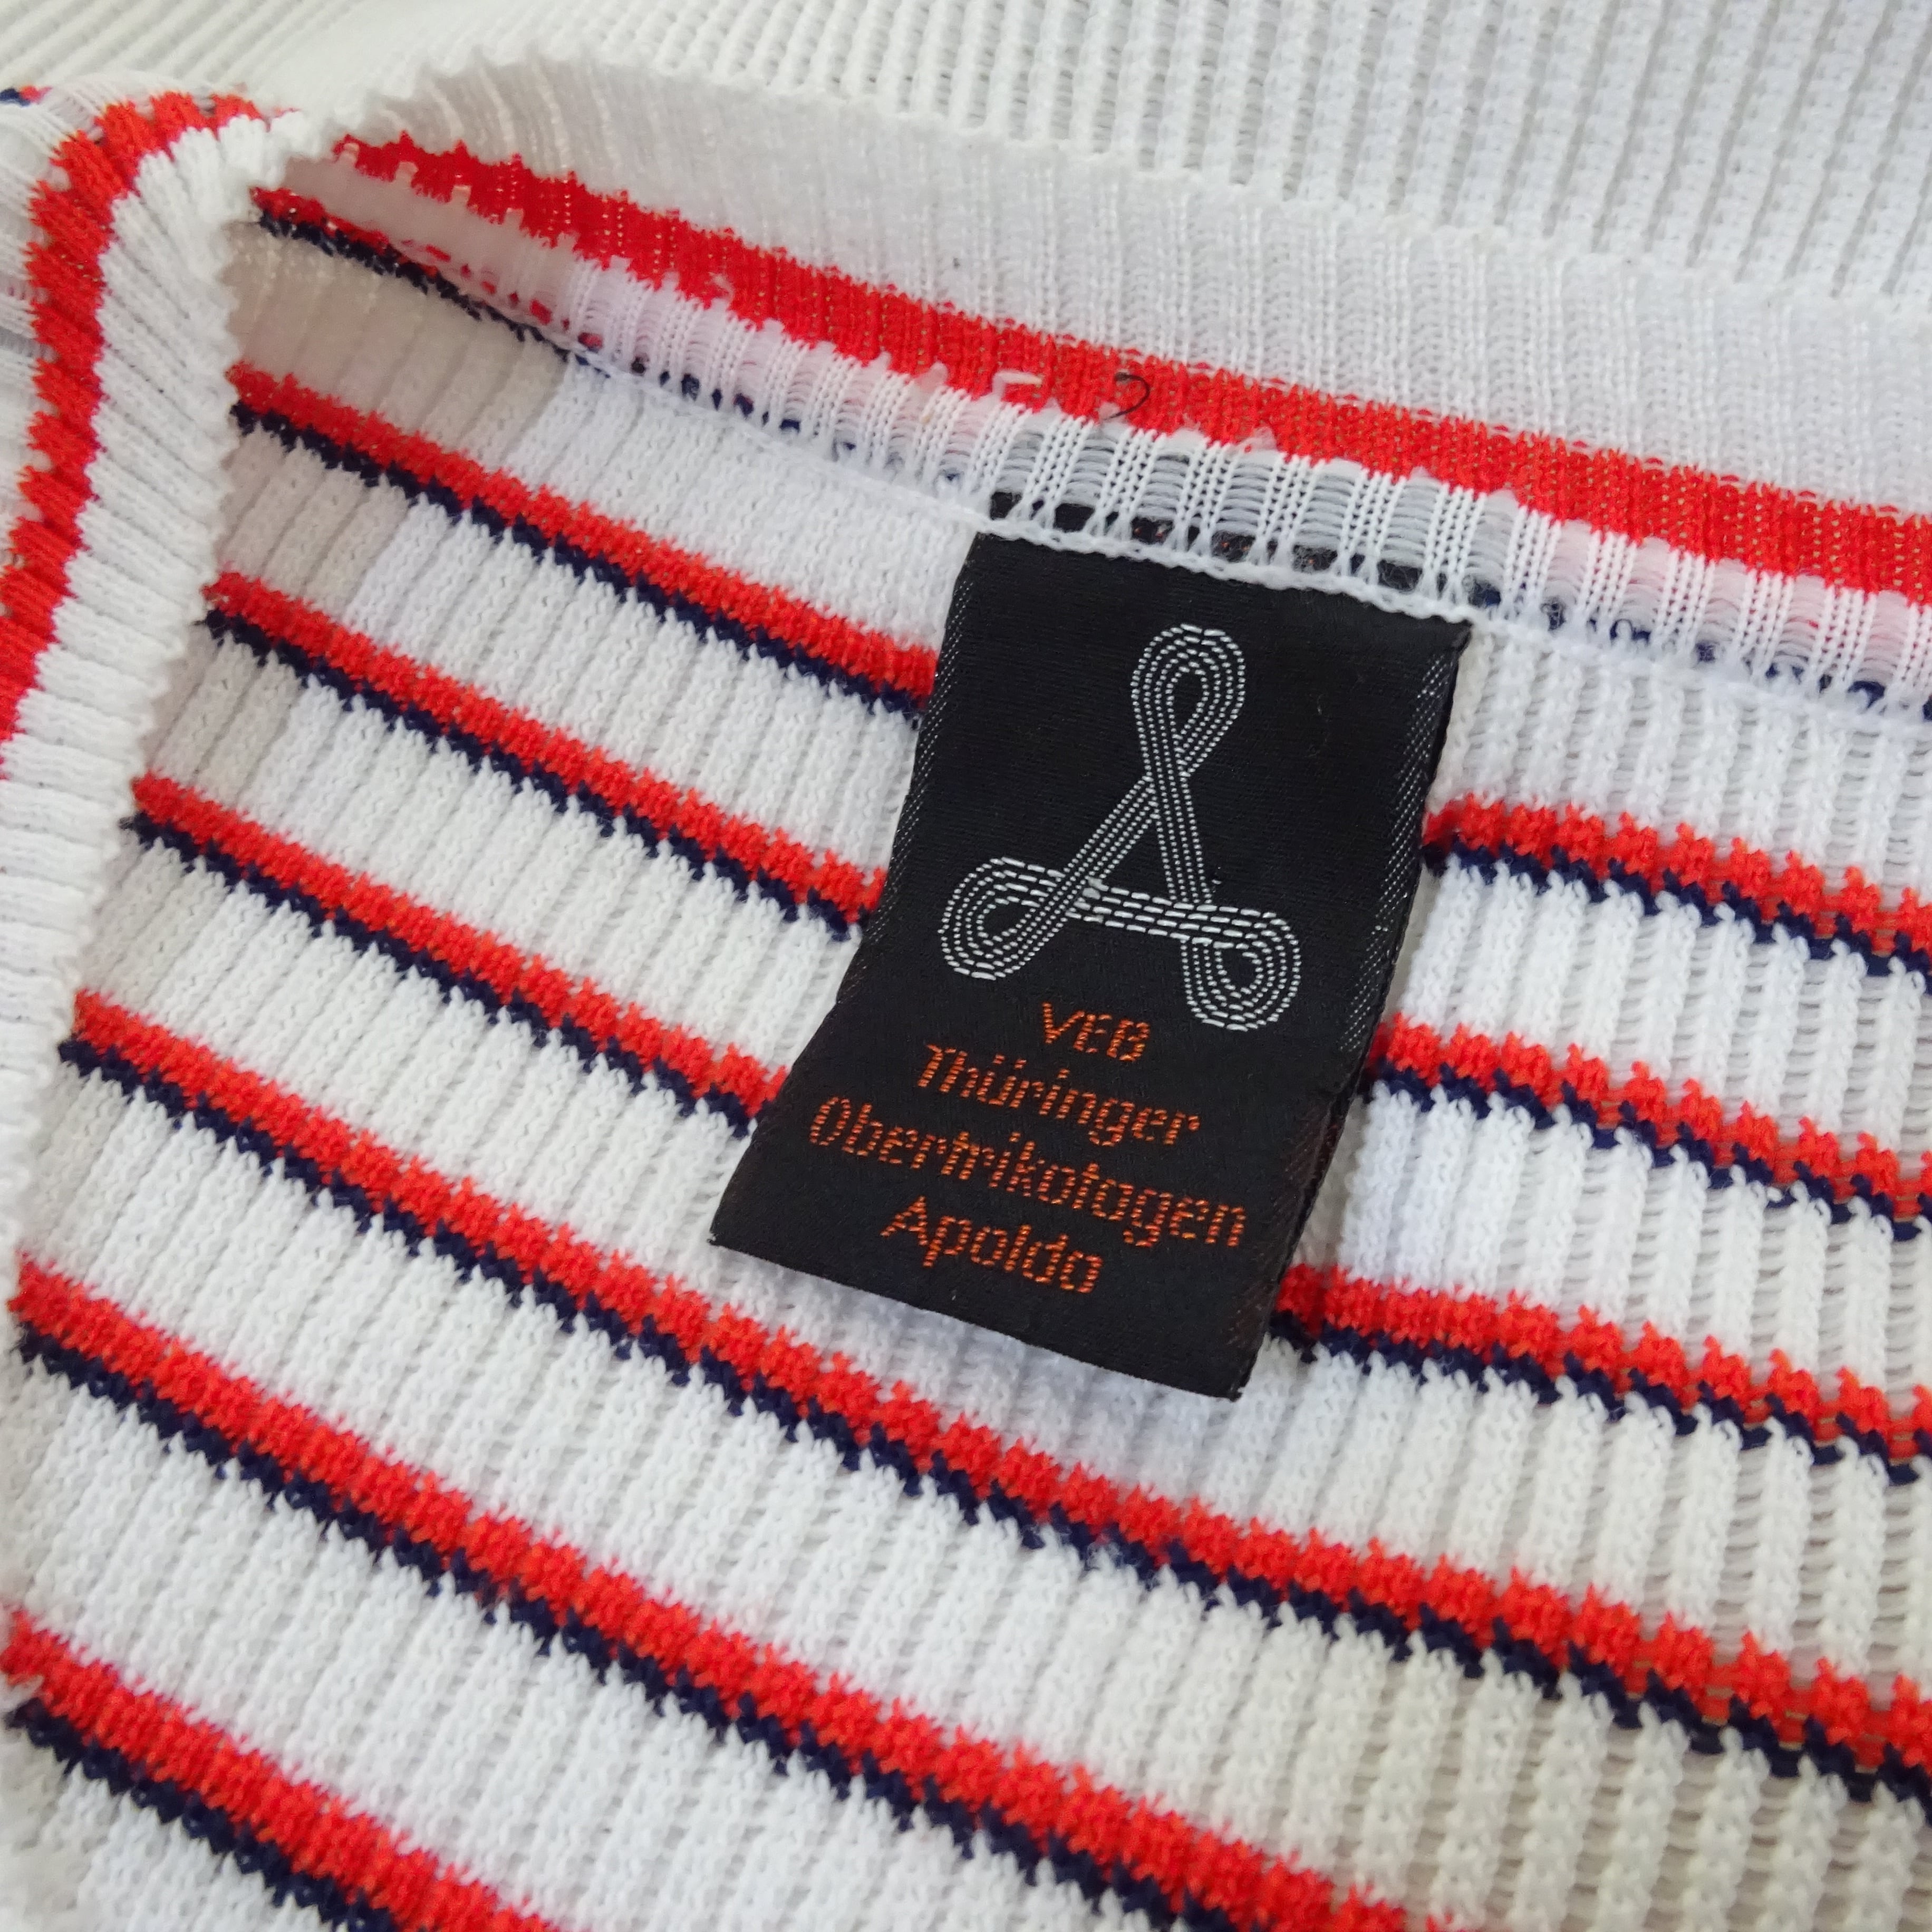 VEB
Thüringer
Obertrikotagen
Apolda